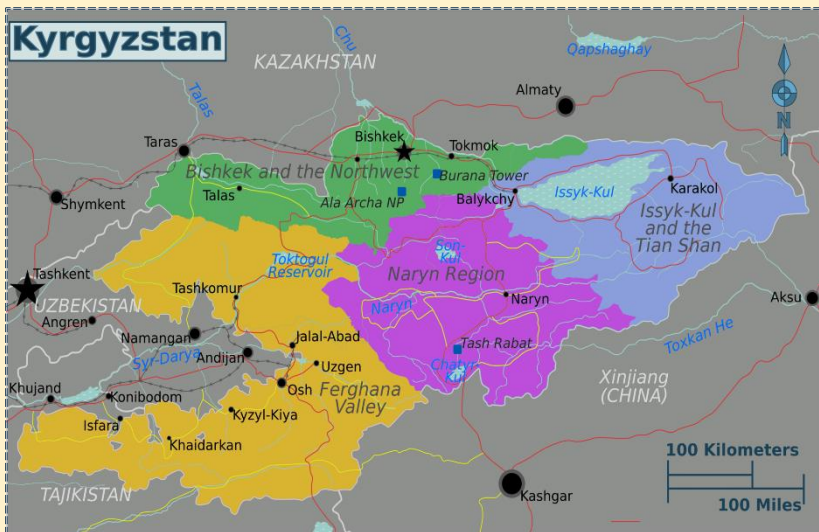 Kyrgyzstan
KAZAKHSTAN
Chu
Qapshaghay
Talas
Almaty
N
Bishkek
Taras
Tokmok
Bishkek and the Northwest
Burana Tower
Shymkent
Talas
Ala Archa NP
Balykchy
Issyk-Kul
Karakol
Issyk-Kul
and the
Tian Shan
Son-
Kul
Toktogul
Reservoir
Naryn Region
Tashkent
Tashkomur
UZBEKISTAN
Naryn
Naryn
Aksu
Angren
Namangan
Jalal-Abad
Tash Rabat
Toxkan He
Syr-Darya
Andijan
Uzgen
Chatyr-
Kul
Xinjiang
(CHINA)
Khujand
Konibodom
Osh
Ferghana
Valley
Isfara
Kyzyl-Kiya
Khaidarkan
100 Kilometers
TAJIKISTAN
Kashgar
100 Miles